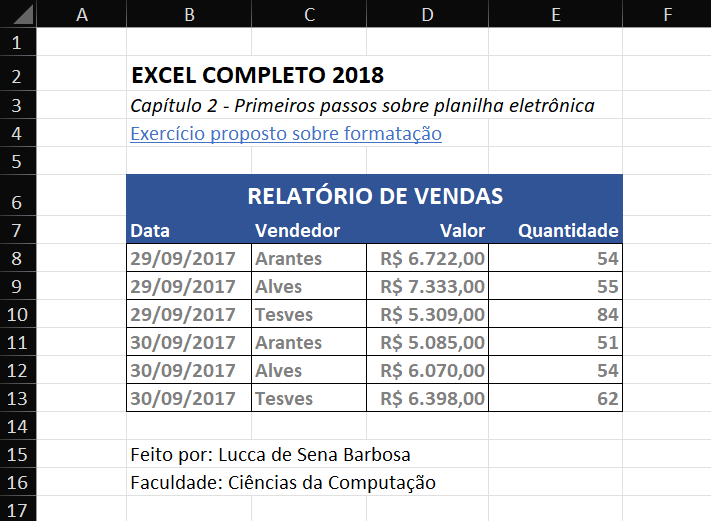 A B C D E F
1
2 EXCEL COMPLETO 2018
3 Capítulo 2 - Primeiros passos sobre planilha eletrônica
4 Exercício proposto sobre formatação
5
6 RELATÓRIO DE VENDAS
7 Data Vendedor Valor Quantidade
8 29/09/2017 Arantes R$ 6.722,00 54
9 29/09/2017 Alves R$ 7.333,00 55
10 29/09/2017 Tesves R$ 5.309,00 84
11 30/09/2017 Arantes R$ 5.085,00 51
12 30/09/2017 Alves R$ 6.070,00 54
13 30/09/2017 Tesves R$ 6.398,00 62
14
15 Feito por: Lucca de Sena Barbosa
16 Faculdade: Ciências da Computação
17